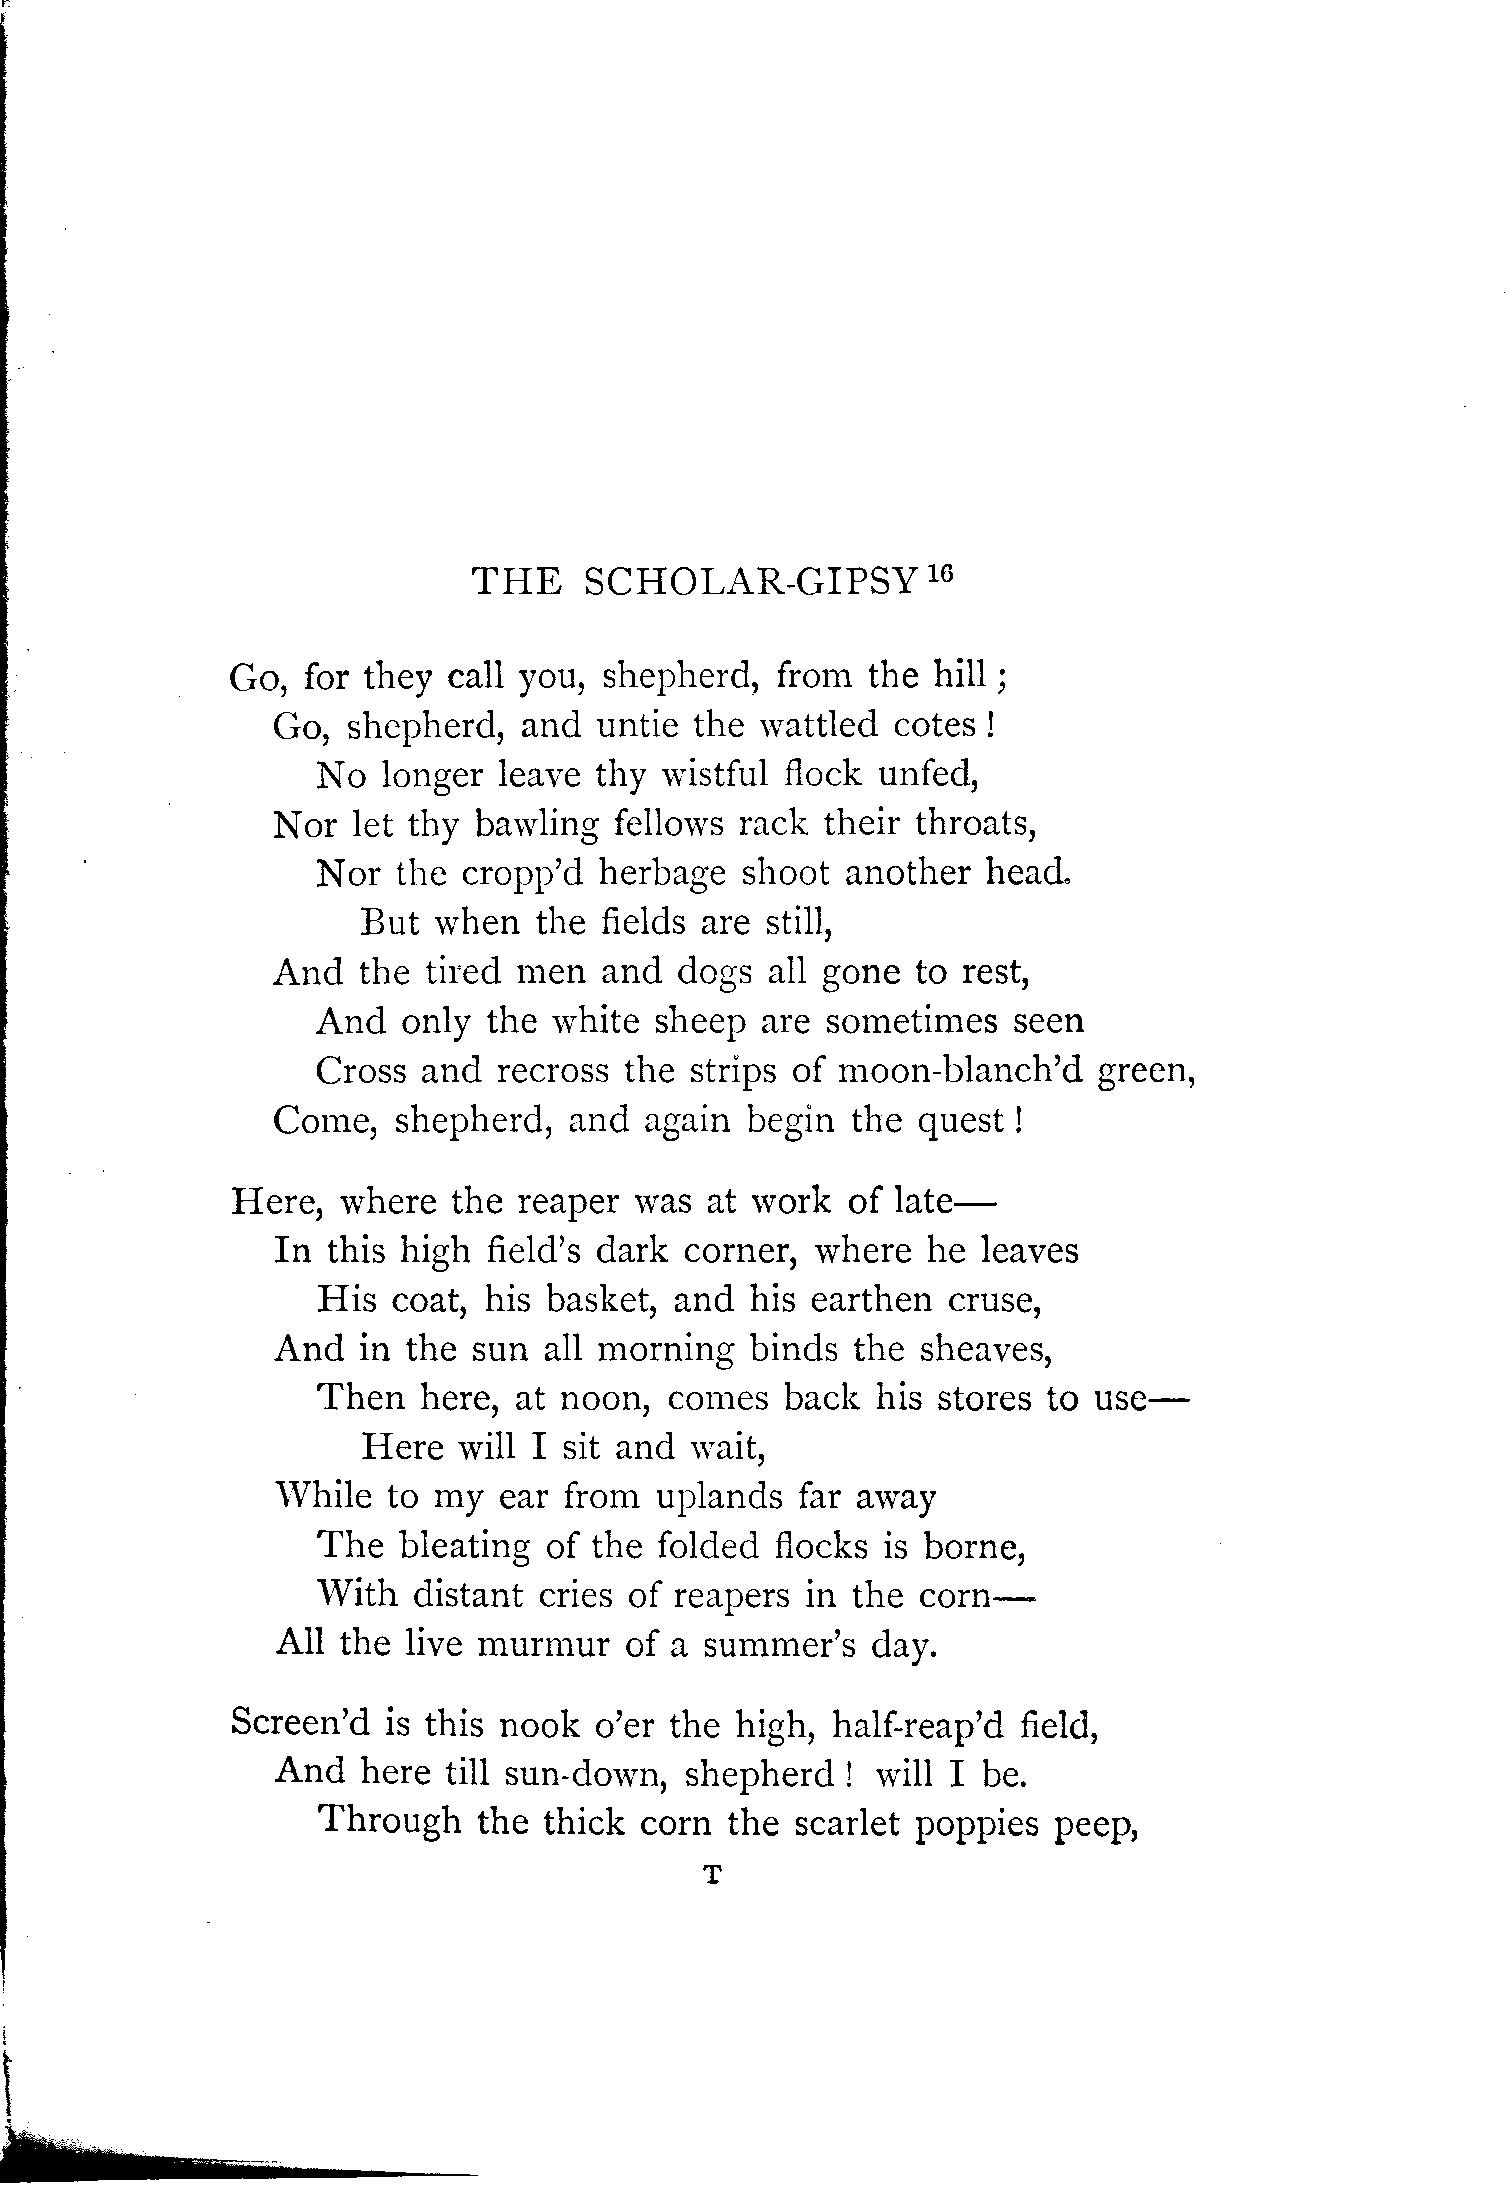 THE SCHOLAR-GIPSY 16
Go, for they call you, shepherd, from the hill ;
Go, shepherd, and untie the wattled cotes !
No longer leave thy wistful flock unfed,
Nor let thy bawling fellows rack their throats,
Nor the cropp'd herbage shoot another head.
But when the fields are still,
And the tired men and dogs all gone to rest,
And only the white sheep are sometimes seen
Cross and recross the strips of moon-blanch'd green,
Come, shepherd, and again begin the quest !
Here, where the reaper was at work of late—
In this high field's dark corner, where he leaves
His coat, his basket, and his earthen cruse,
And in the sun all morning binds the sheaves,
Then here, at noon, comes back his stores to use—
Here will I sit and wait,
While to my ear from uplands far away
The bleating of the folded flocks is borne,
With distant cries of reapers in the corn—
All the live murmur of a summer's day.
Screen'd is this nook o'er the high, half-reap'd field,
And here till sun-down, shepherd ! will I be.
Through the thick corn the scarlet poppies peep,
T